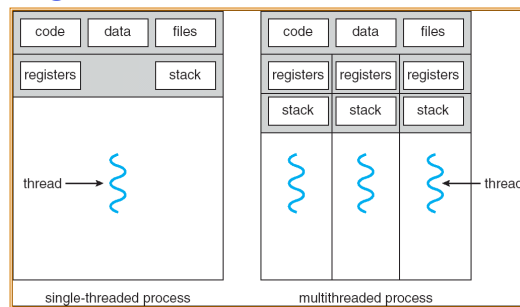 code data files
registers stack
thread
single-threaded process
code data files
registers registers registers
stack stack stack
thread
multithreaded process